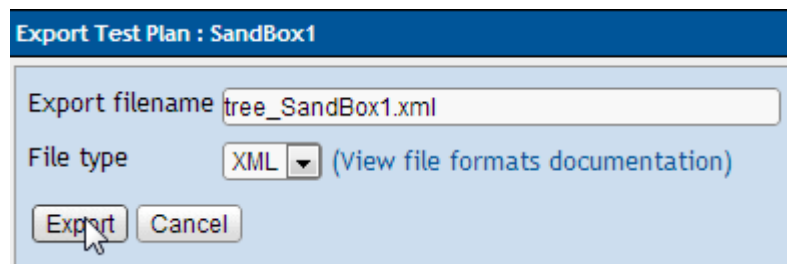 Export Test Plan : SandBox1
Export filename tree_SandBox1.xml
File type XML (View file formats documentation)
Export Cancel